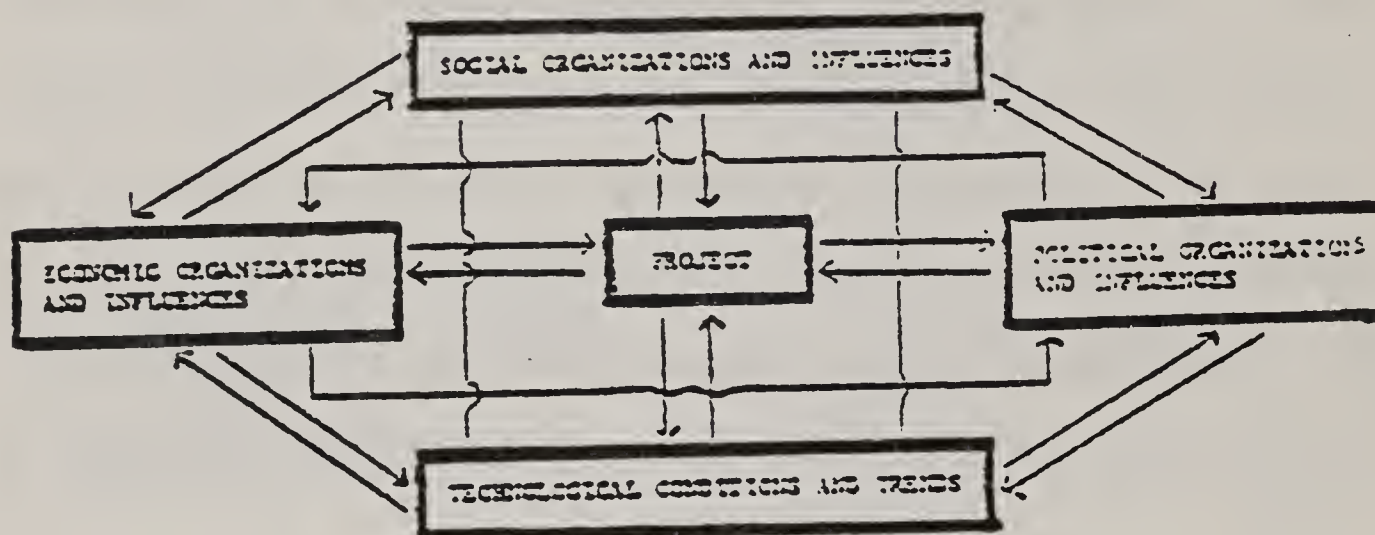 SOCIAL ORGANIZATIONS AND INFLUENCES
ECONOMIC ORGANIZATIONS
AND INFLUENCES
PROJECT
POLITICAL ORGANIZATIONS
AND INFLUENCES
TECHNOLOGICAL CONDITIONS AND TRENDS